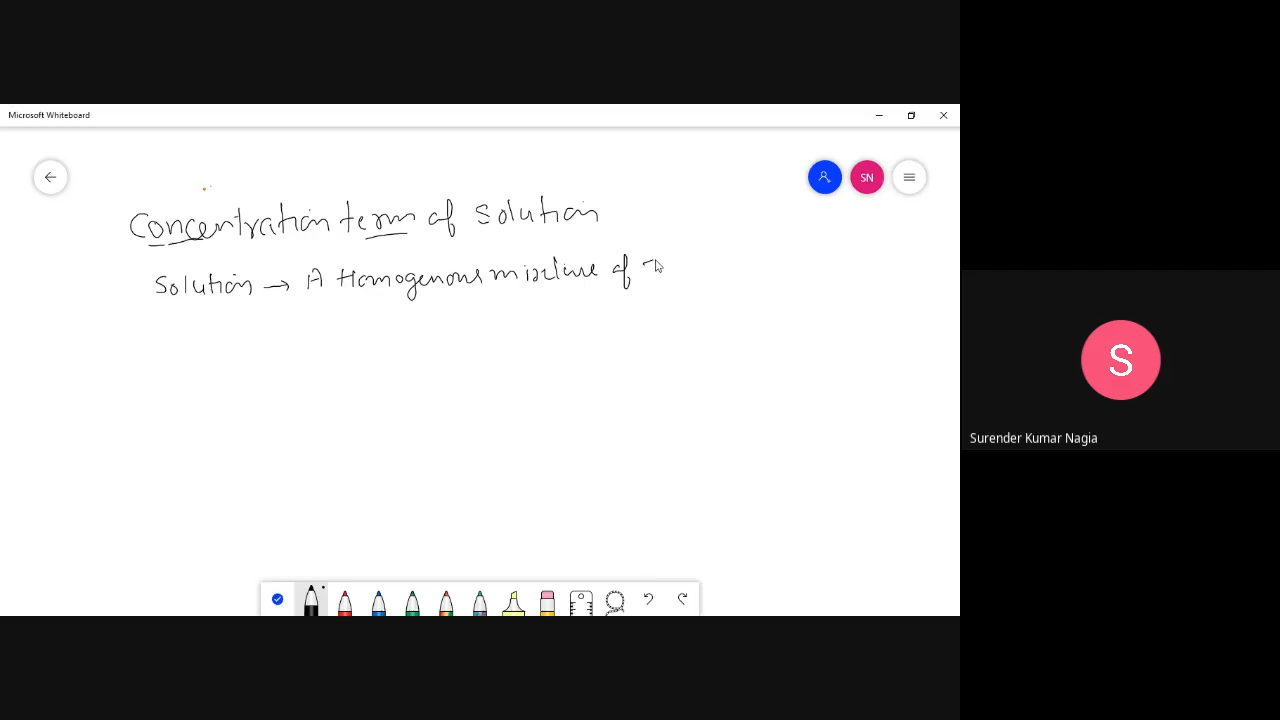 Microsoft Whiteboard
SN
Concentration term of Solution
Solution → A Homogenous mixture of
S
Surender Kumar Nagia